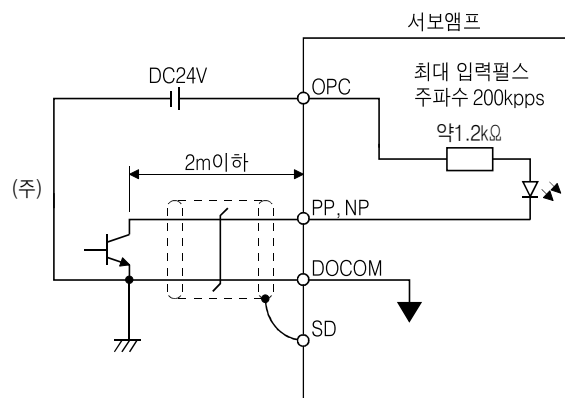 서보앰프
DC24V
OPC
최대 입력펄스
주파수 200kpps
약1.2kΩ
2m이하
(주)
PP, NP
DOCOM
SD